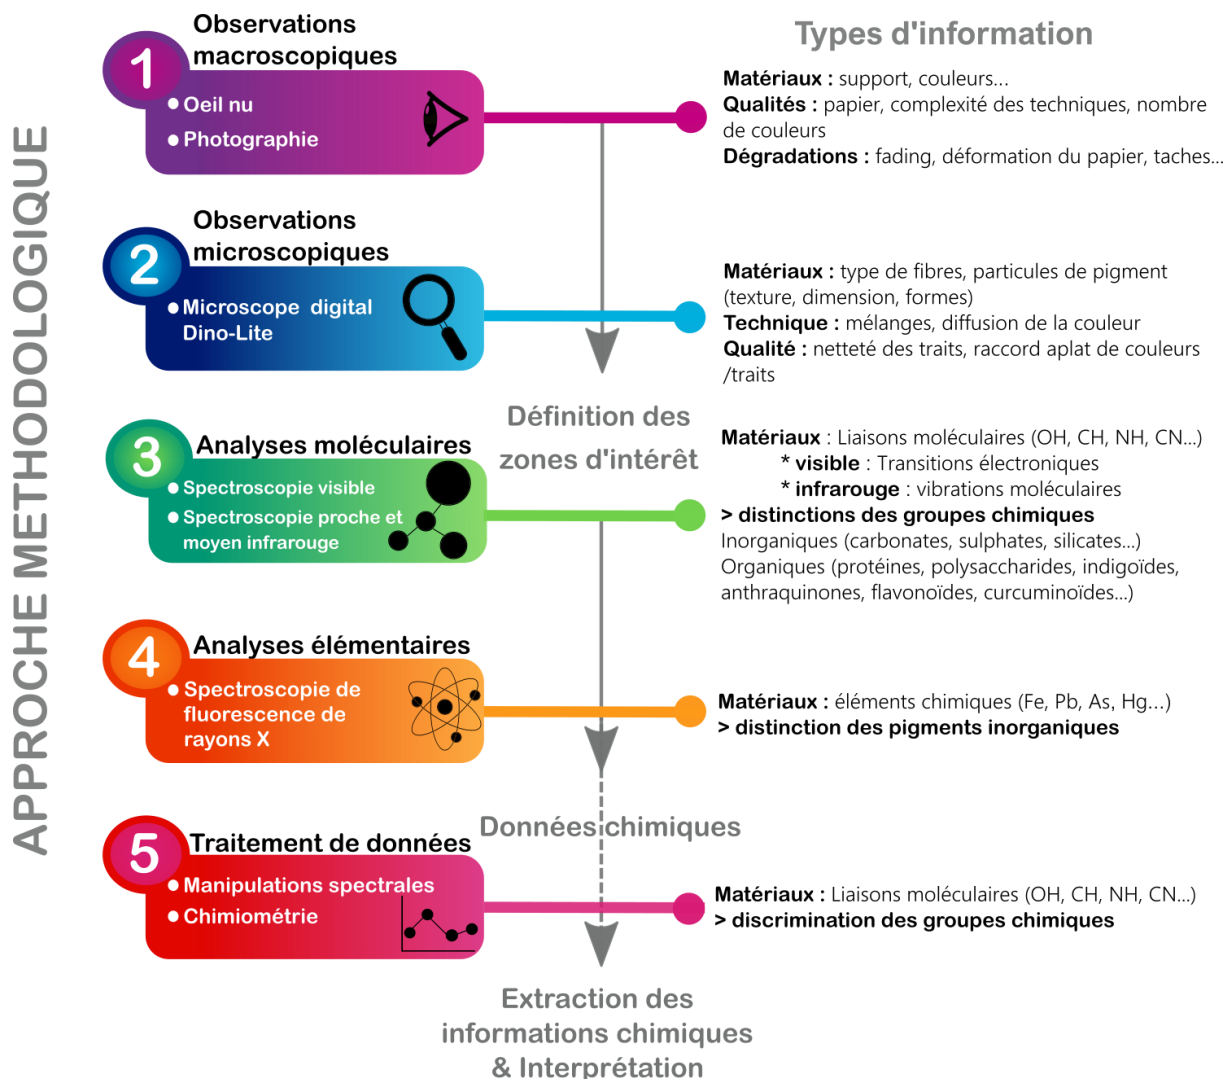 APPROCHE METHODOLOGIQUE
Types d'information
1
Observations
macroscopiques
Oeil nu
Photographie
Matériaux : support, couleurs...
Qualités : papier, complexité des techniques, nombre
de couleurs
Dégradations : fading, déformation du papier, taches...
2
Observations
microscopiques
Microscope digital
Dino-Lite
Matériaux : type de fibres, particules de pigment
(texture, dimension, formes)
Technique : mélanges, diffusion de la couleur
Qualité : netteté des traits, raccord aplat de couleurs
/traits
Définition des
zones d'intérêt
3
Analyses moléculaires
Spectroscopie visible
Spectroscopie proche et
moyen infrarouge
Matériaux : Liaisons moléculaires (OH, CH, NH, CN...)
* visible : Transitions électroniques
* infrarouge : vibrations moléculaires
> distinctions des groupes chimiques
Inorganiques (carbonates, sulphates, silicates...)
Organiques (protéines, polysaccharides, indigoïdes,
anthraquinones, flavonoïdes, curcuminoïdes...)
4
Analyses élémentaires
Spectroscopie de
fluorescence de
rayons X
Matériaux : éléments chimiques (Fe, Pb, As, Hg...)
> distinction des pigments inorganiques
Données chimiques
5
Traitement de données
Manipulations spectrales
Chimiométrie
Matériaux : Liaisons moléculaires (OH, CH, NH, CN...)
> discrimination des groupes chimiques
Extraction des
informations chimiques
& Interprétation